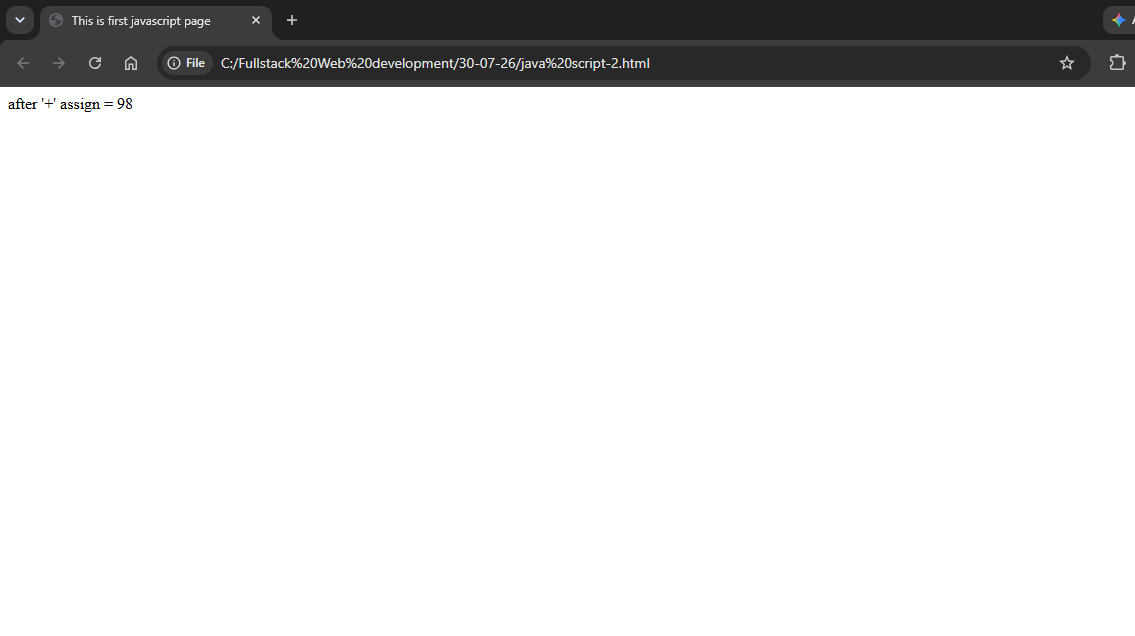 This is first javascript page
File C:/Fullstack%20Web%20development/30-07-26/java%20script-2.html
after '+' assign = 98